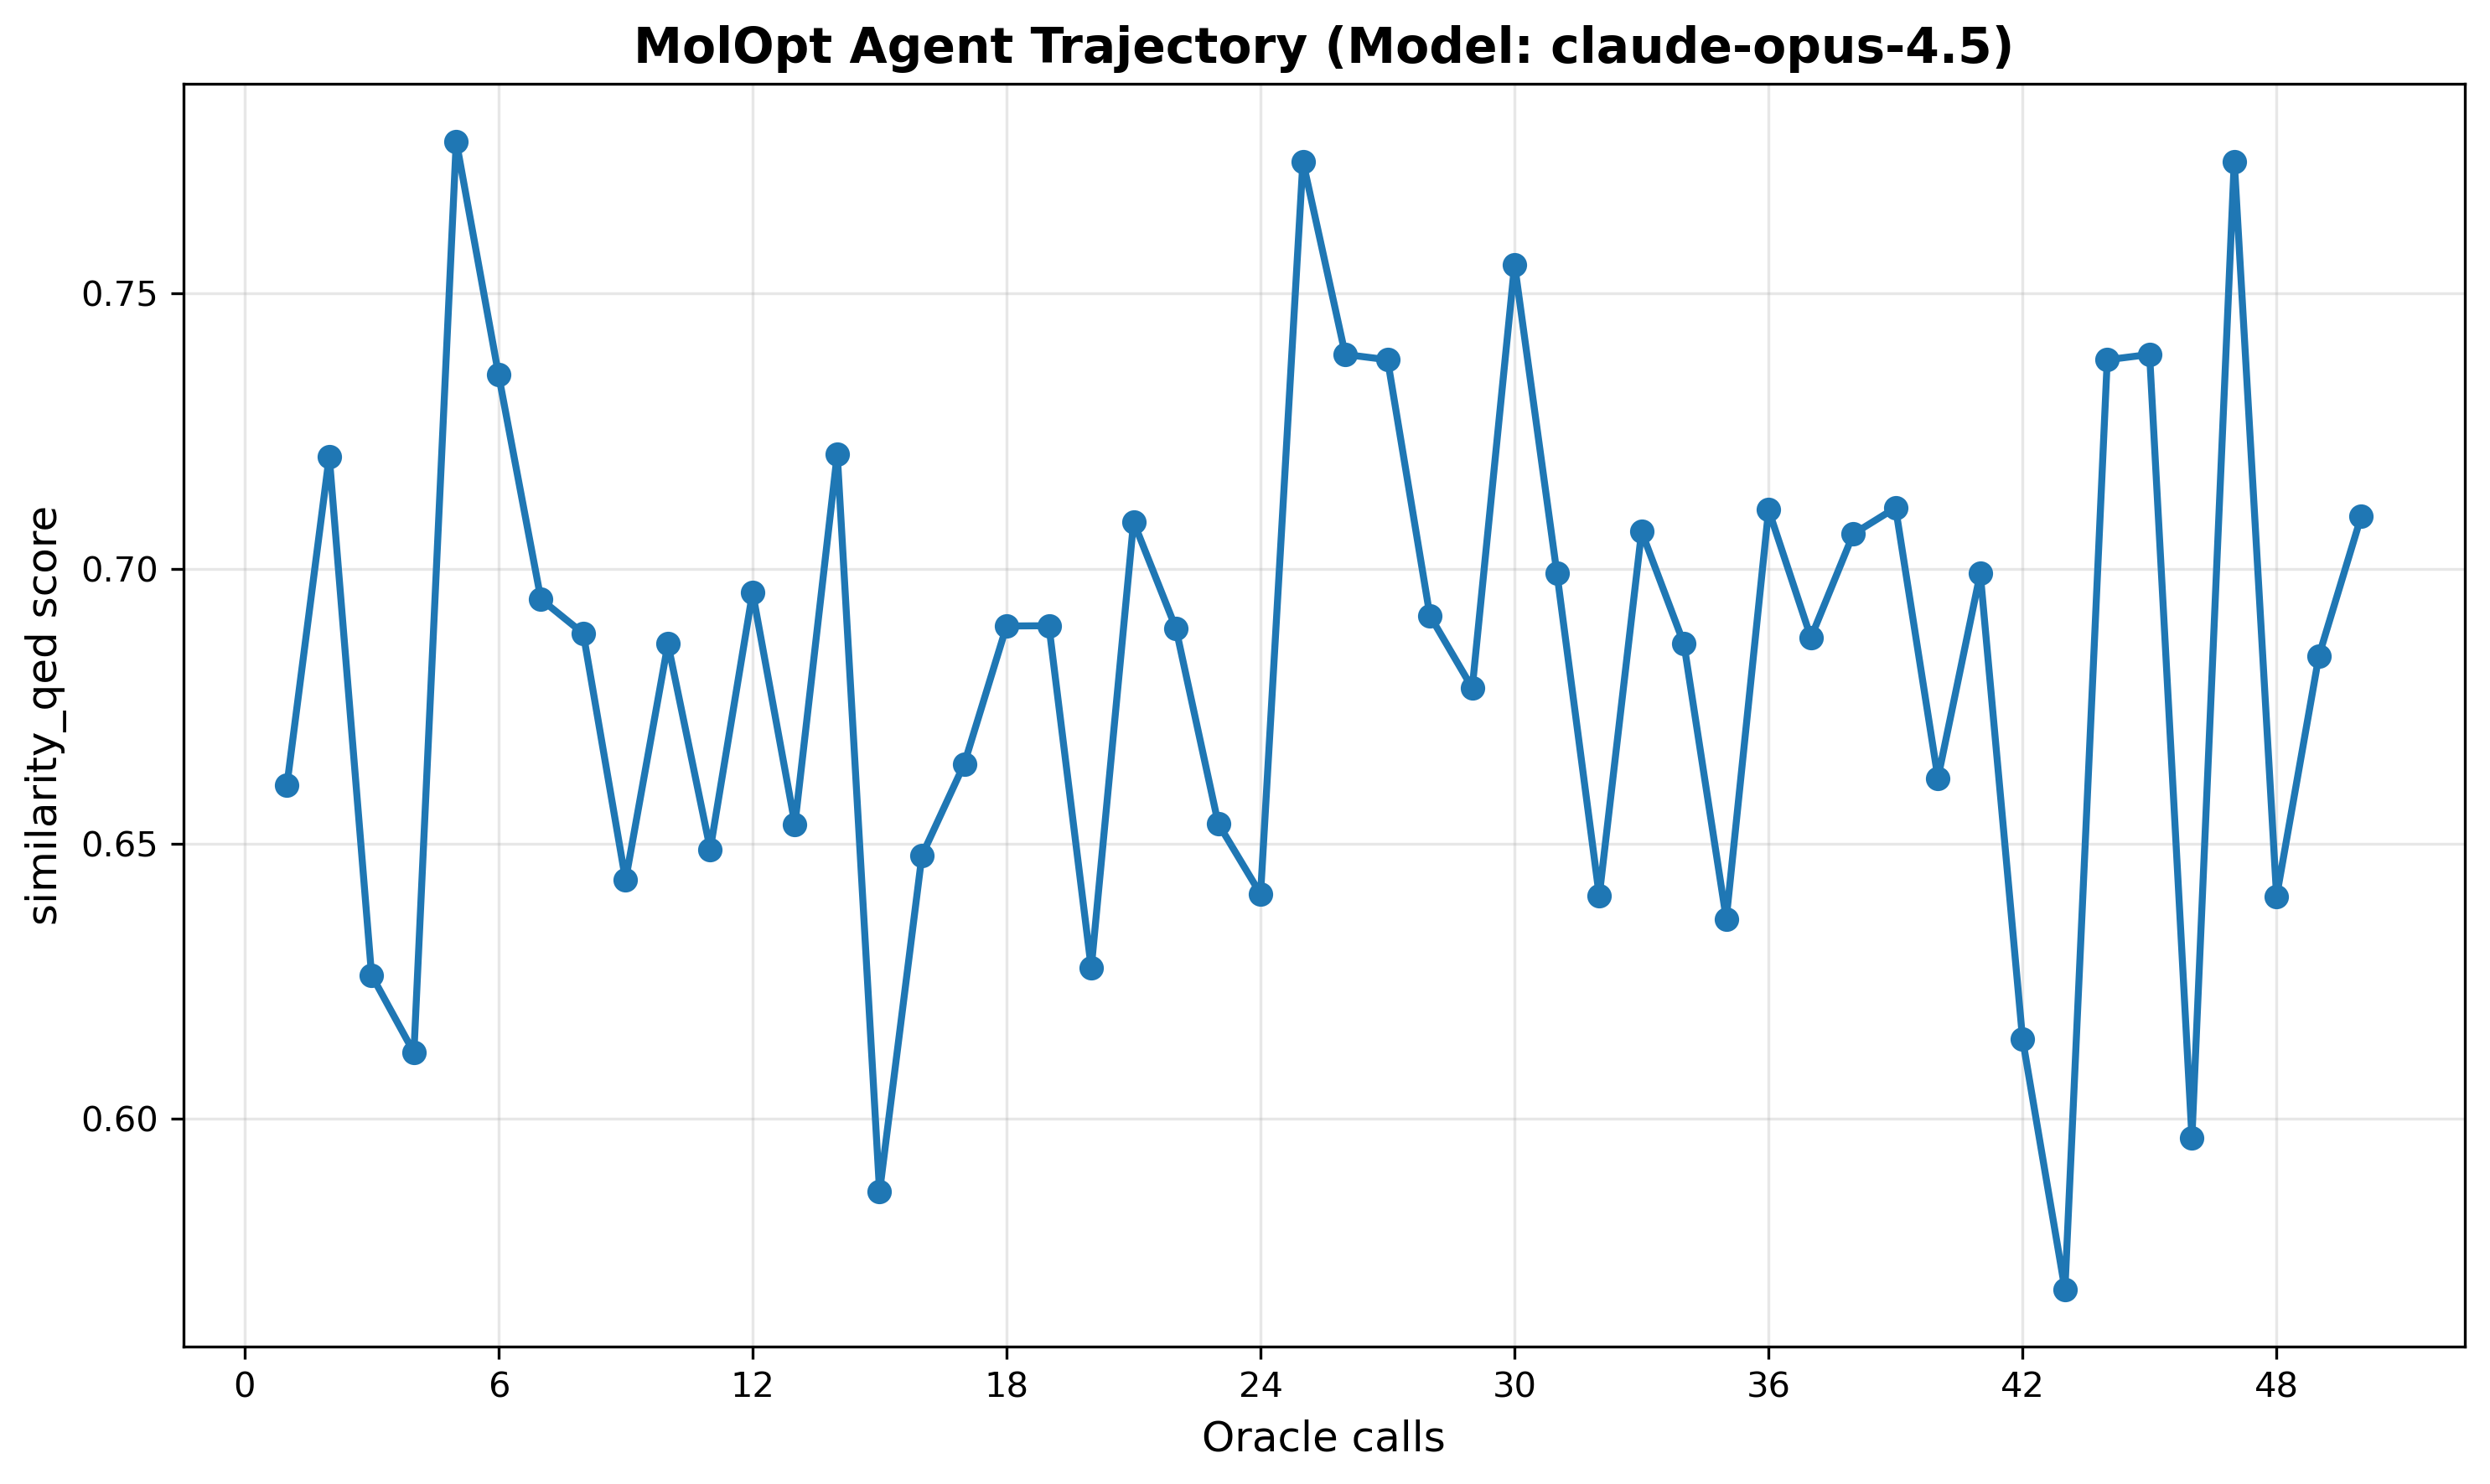 MolOpt Agent Trajectory (Model: claude-opus-4.5)
similarity_qed score
0.75
0.70
0.65
0.60
0 6 12 18 24 30 36 42 48
Oracle calls